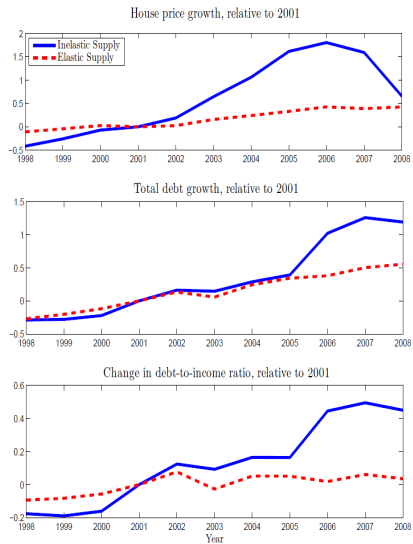 House price growth, relative to 2001
2
Inelastic Supply
Elastic Supply
1.5
1
0.5
0
−0.5
1998 1999 2000 2001 2002 2003 2004 2005 2006 2007 2008
Total debt growth, relative to 2001
1.5
1
0.5
0
−0.5
1998 1999 2000 2001 2002 2003 2004 2005 2006 2007 2008
Change in debt-to-income ratio, relative to 2001
0.6
0.4
0.2
0
−0.2
1998 1999 2000 2001 2002 2003 2004 2005 2006 2007 2008
Year